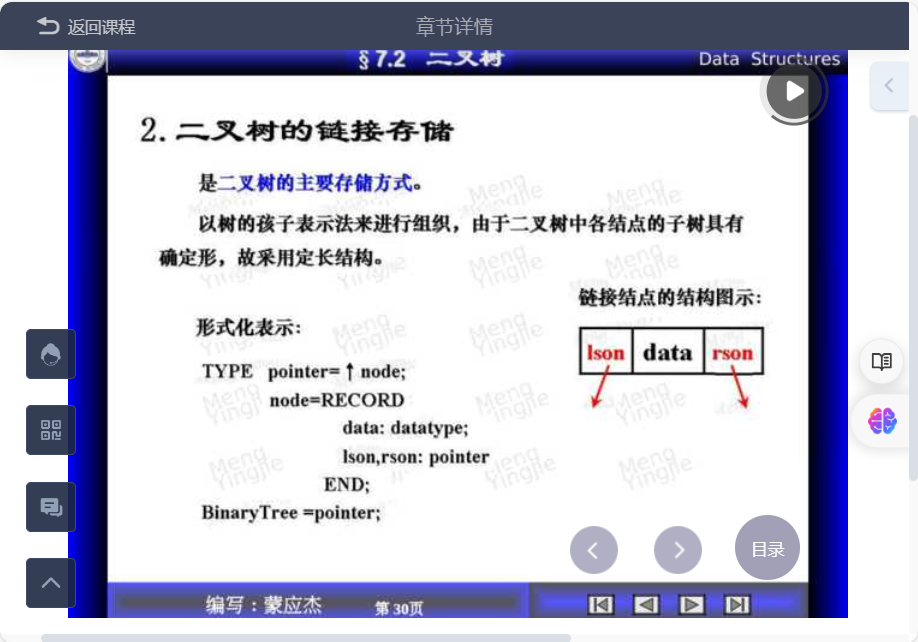 返回课程
章节详情
§7.2 二叉树
Data Structures
2.二叉树的链接存储
是二叉树的主要存储方式。
以树的孩子表示法来进行组织，由于二叉树中各结点的子树具有
确定形，故采用定长结构。
链接结点的结构图示:
lson data rson
形式化表示:
TYPE pointer=↑node;
node=RECORD
data: datatype;
lson,rson: pointer
END;
BinaryTree =pointer;
目录
编写：蒙应杰
第 30页
Meng
Yingjie